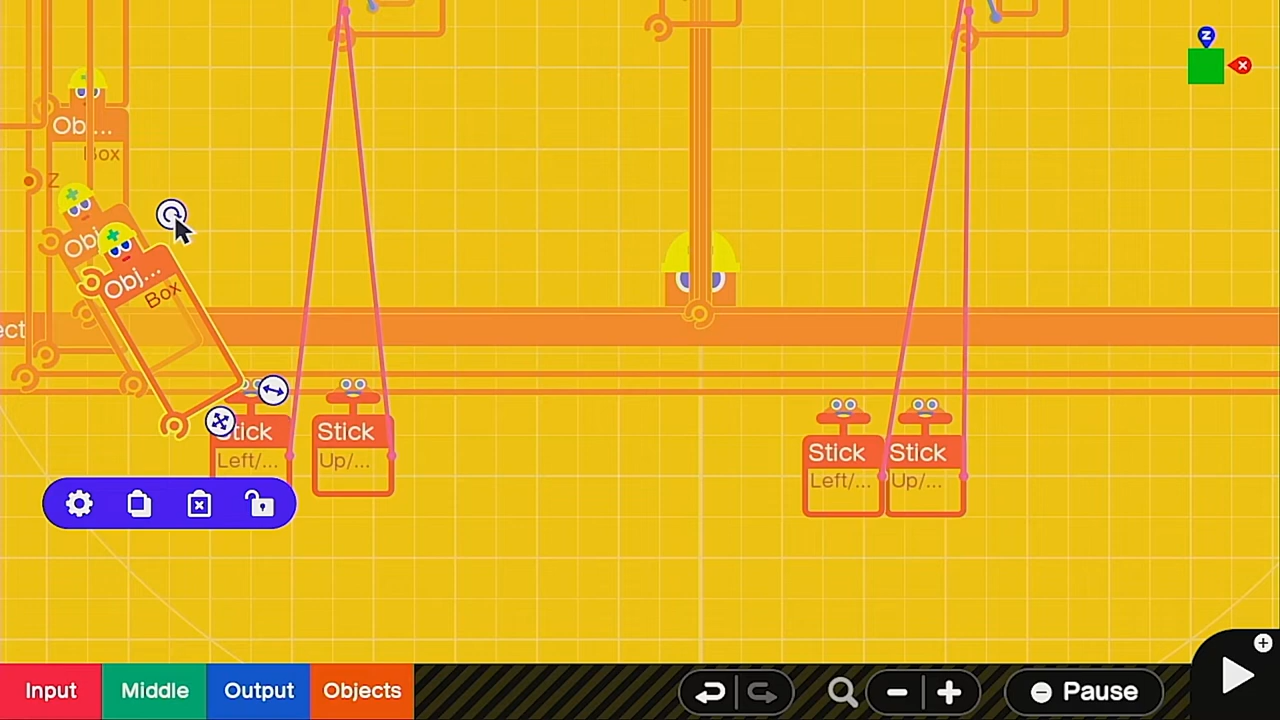 Z
X
Ob...
Box
Z
Obj
Obj...
Box
ect
Stick
Left/...
Stick
Up/...
Stick
Left/...
Stick
Up/...
Input
Middle
Output
Objects
Pause